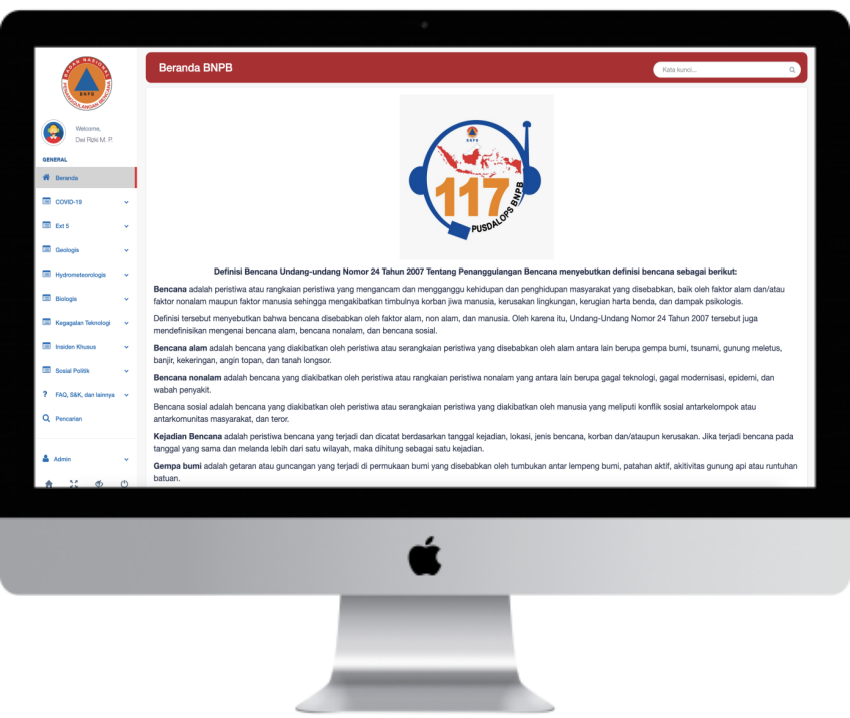 BADAN NASIONAL
BNPB
PENANGGULANGAN BENCANA
Welcome,
Dwi Rizki M. P.
GENERAL
Beranda
COVID-19
Ext 5
Geologis
Hydrometeorologis
Biologis
Kegagalan Teknologi
Insiden Khusus
Sosial Politik
? FAQ, S&K, dan lainnya
Pencarian
Admin
Beranda BNPB
Kata kunci...
BNPB
117
PUSDALOPS BNPB
Definisi Bencana Undang-undang Nomor 24 Tahun 2007 Tentang Penanggulangan Bencana menyebutkan definisi bencana sebagai berikut:
Bencana adalah peristiwa atau rangkaian peristiwa yang mengancam dan mengganggu kehidupan dan penghidupan masyarakat yang disebabkan, baik oleh faktor alam dan/atau
faktor nonalam maupun faktor manusia sehingga mengakibatkan timbulnya korban jiwa manusia, kerusakan lingkungan, kerugian harta benda, dan dampak psikologis.
Definisi tersebut menyebutkan bahwa bencana disebabkan oleh faktor alam, non alam, dan manusia. Oleh karena itu, Undang-Undang Nomor 24 Tahun 2007 tersebut juga
mendefinisikan mengenai bencana alam, bencana nonalam, dan bencana sosial.
Bencana alam adalah bencana yang diakibatkan oleh peristiwa atau serangkaian peristiwa yang disebabkan oleh alam antara lain berupa gempa bumi, tsunami, gunung meletus,
banjir, kekeringan, angin topan, dan tanah longsor.
Bencana nonalam adalah bencana yang diakibatkan oleh peristiwa atau rangkaian peristiwa nonalam yang antara lain berupa gagal teknologi, gagal modernisasi, epidemi, dan
wabah penyakit.
Bencana sosial adalah bencana yang diakibatkan oleh peristiwa atau serangkaian peristiwa yang diakibatkan oleh manusia yang meliputi konflik sosial antarkelompok atau
antarkomunitas masyarakat, dan teror.
Kejadian Bencana adalah peristiwa bencana yang terjadi dan dicatat berdasarkan tanggal kejadian, lokasi, jenis bencana, korban dan/ataupun kerusakan. Jika terjadi bencana pada
tanggal yang sama dan melanda lebih dari satu wilayah, maka dihitung sebagai satu kejadian.
Gempa bumi adalah getaran atau guncangan yang terjadi di permukaan bumi yang disebabkan oleh tumbukan antar lempeng bumi, patahan aktif, akitivitas gunung api atau runtuhan
batuan.